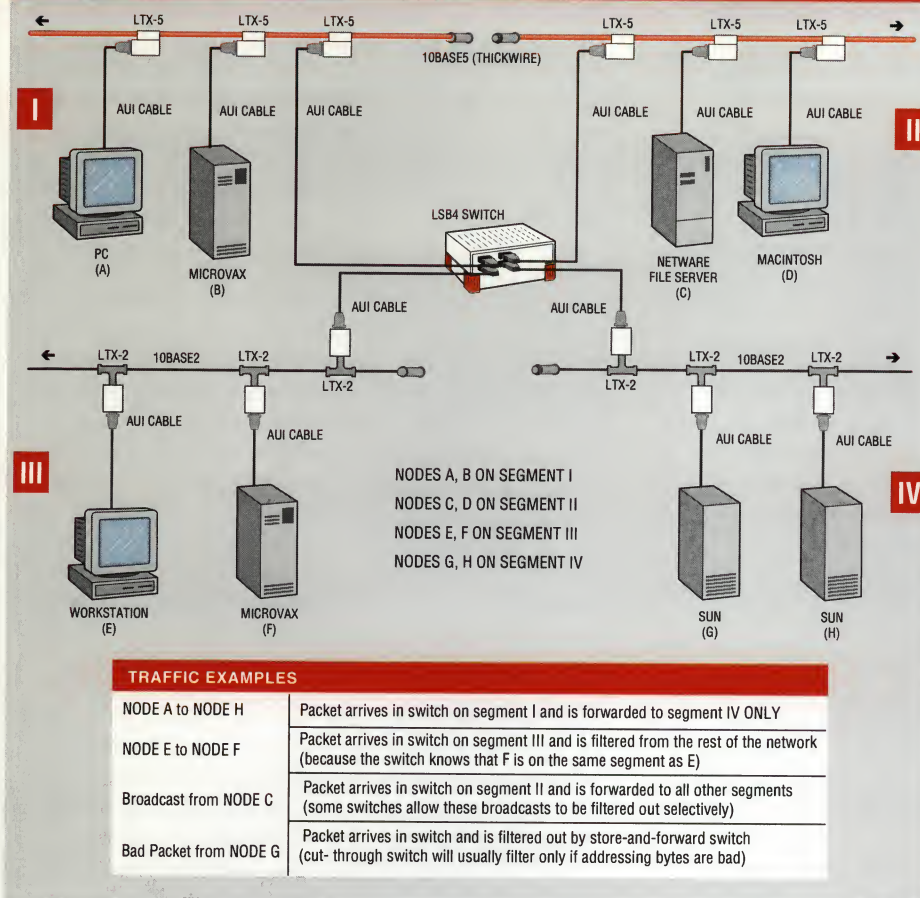 LTX-5 LTX-5 LTX-5 LTX-5 LTX-5 LTX-5
10BASE5 (THICKWIRE)
I
AUI CABLE AUI CABLE AUI CABLE AUI CABLE AUI CABLE AUI CABLE
II
LSB4 SWITCH
PC
(A)
MICROVAX
(B)
NETWARE
FILE SERVER
(C)
MACINTOSH
(D)
AUI CABLE AUI CABLE
LTX-2 10BASE2 LTX-2 LTX-2 10BASE2 LTX-2
LTX-2 LTX-2
AUI CABLE AUI CABLE AUI CABLE AUI CABLE
III
IV
NODES A, B ON SEGMENT I
NODES C, D ON SEGMENT II
NODES E, F ON SEGMENT III
NODES G, H ON SEGMENT IV
WORKSTATION
(E)
MICROVAX
(F)
SUN
(G)
SUN
(H)
TRAFFIC EXAMPLES
NODE A to NODE H Packet arrives in switch on segment I and is forwarded to segment IV ONLY
NODE E to NODE F Packet arrives in switch on segment III and is filtered from the rest of the network
(because the switch knows that F is on the same segment as E)
Broadcast from NODE C Packet arrives in switch on segment II and is forwarded to all other segments
(some switches allow these broadcasts to be filtered out selectively)
Bad Packet from NODE G Packet arrives in switch and is filtered out by store-and-forward switch
(cut- through switch will usually filter only if addressing bytes are bad)